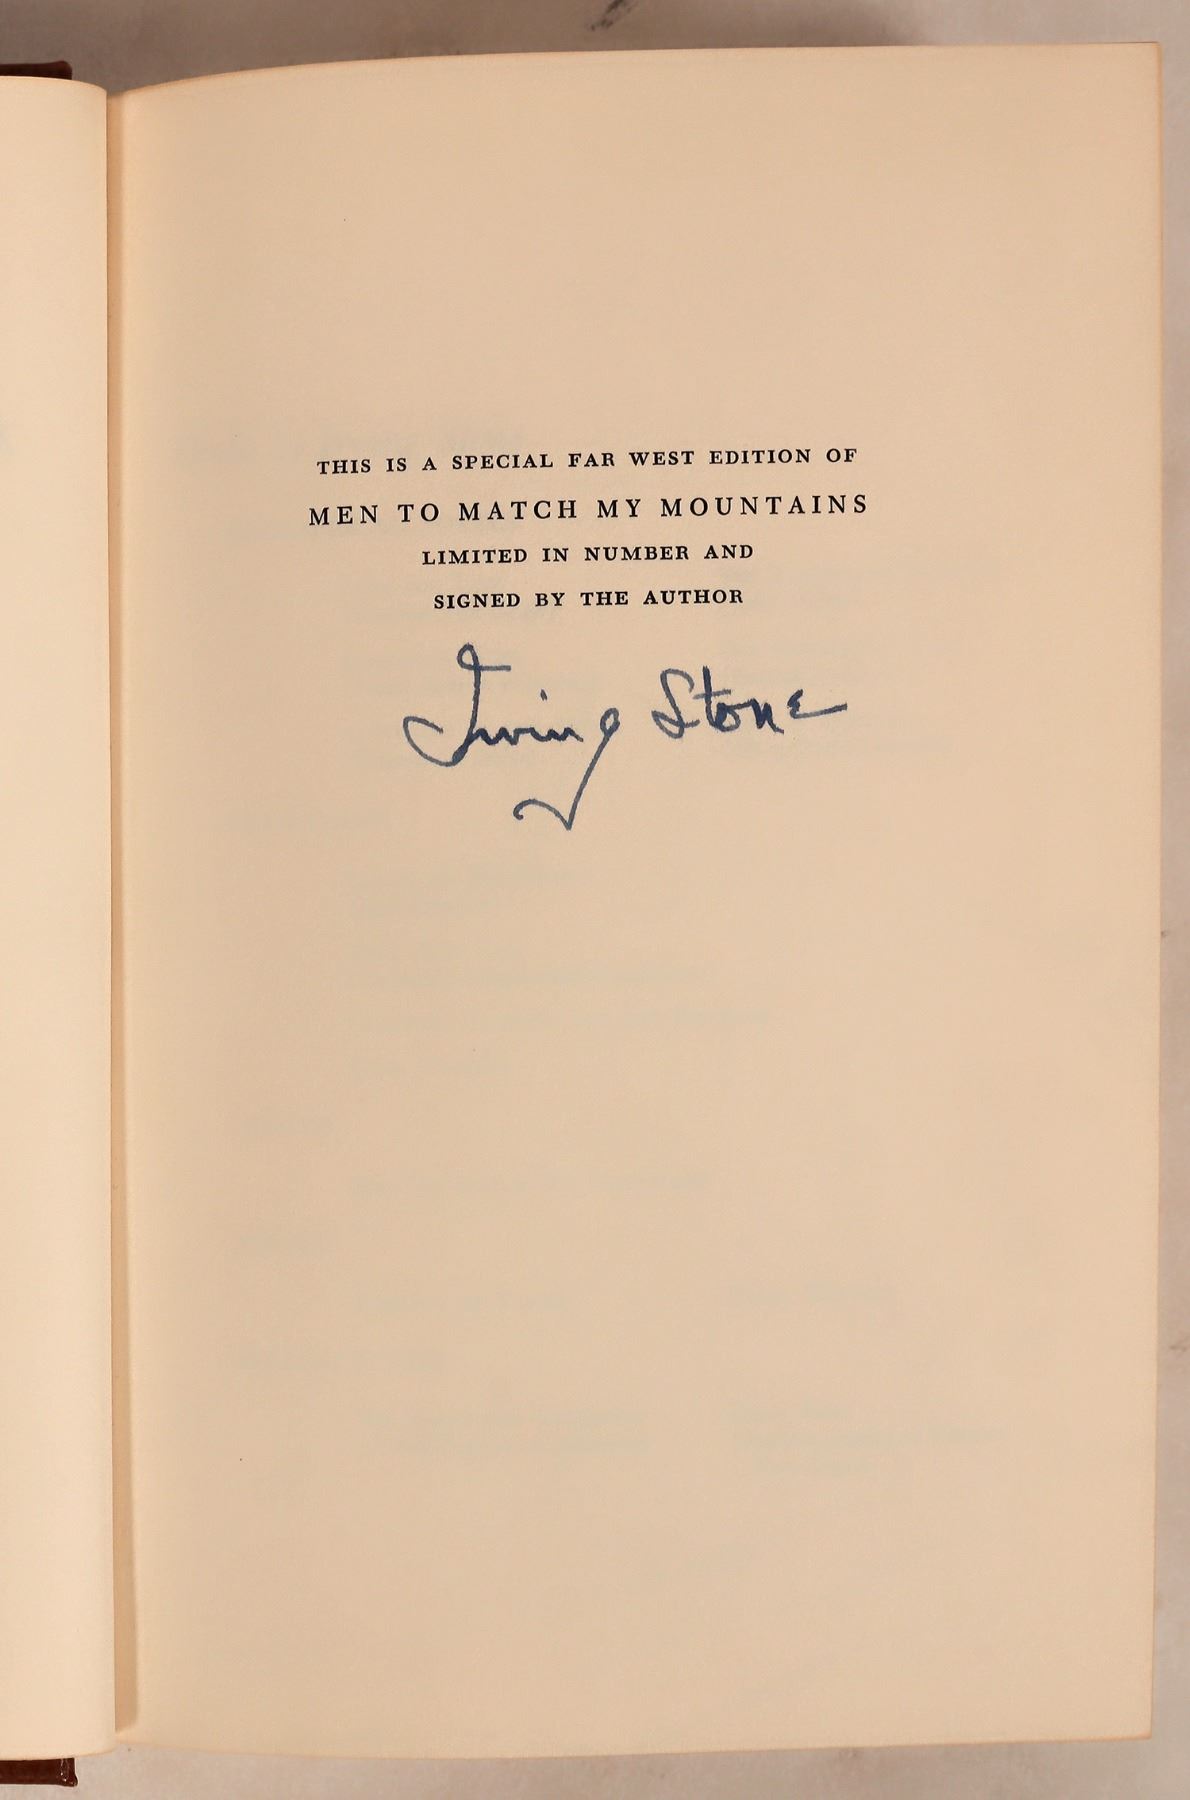 THIS IS A SPECIAL FAR WEST EDITION OF
MEN TO MATCH MY MOUNTAINS
LIMITED IN NUMBER AND
SIGNED BY THE AUTHOR
Irving Stone